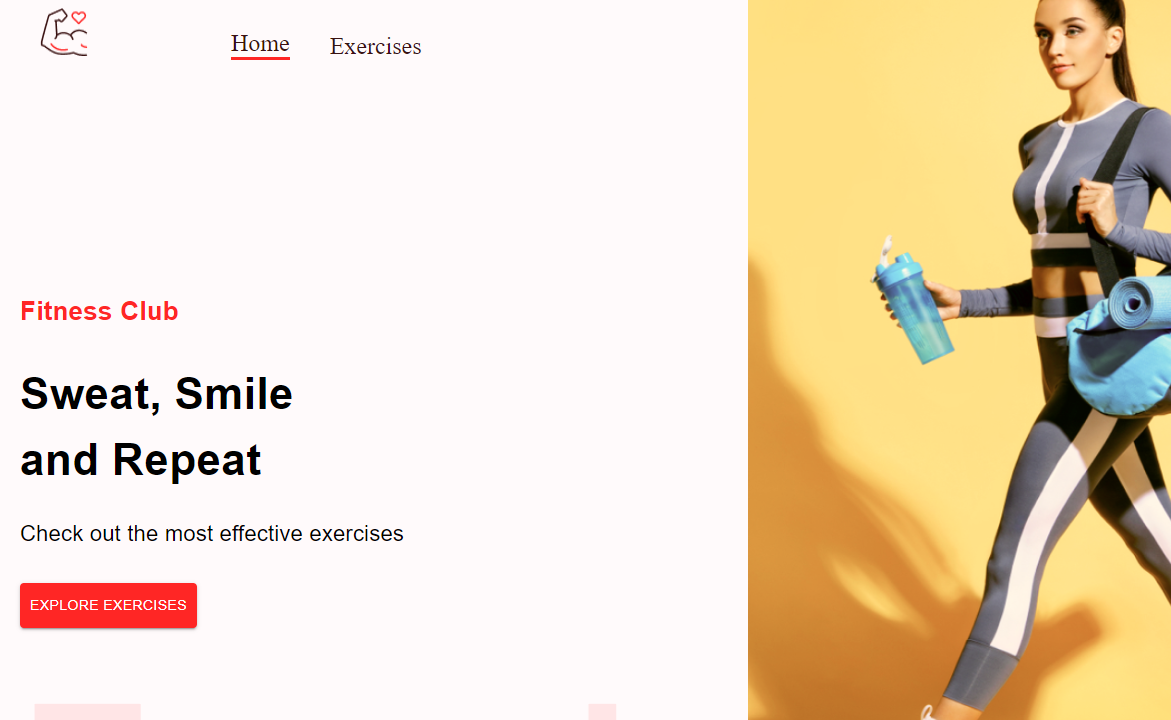 Home
Exercises
Fitness Club
Sweat, Smile
and Repeat
Check out the most effective exercises
EXPLORE EXERCISES